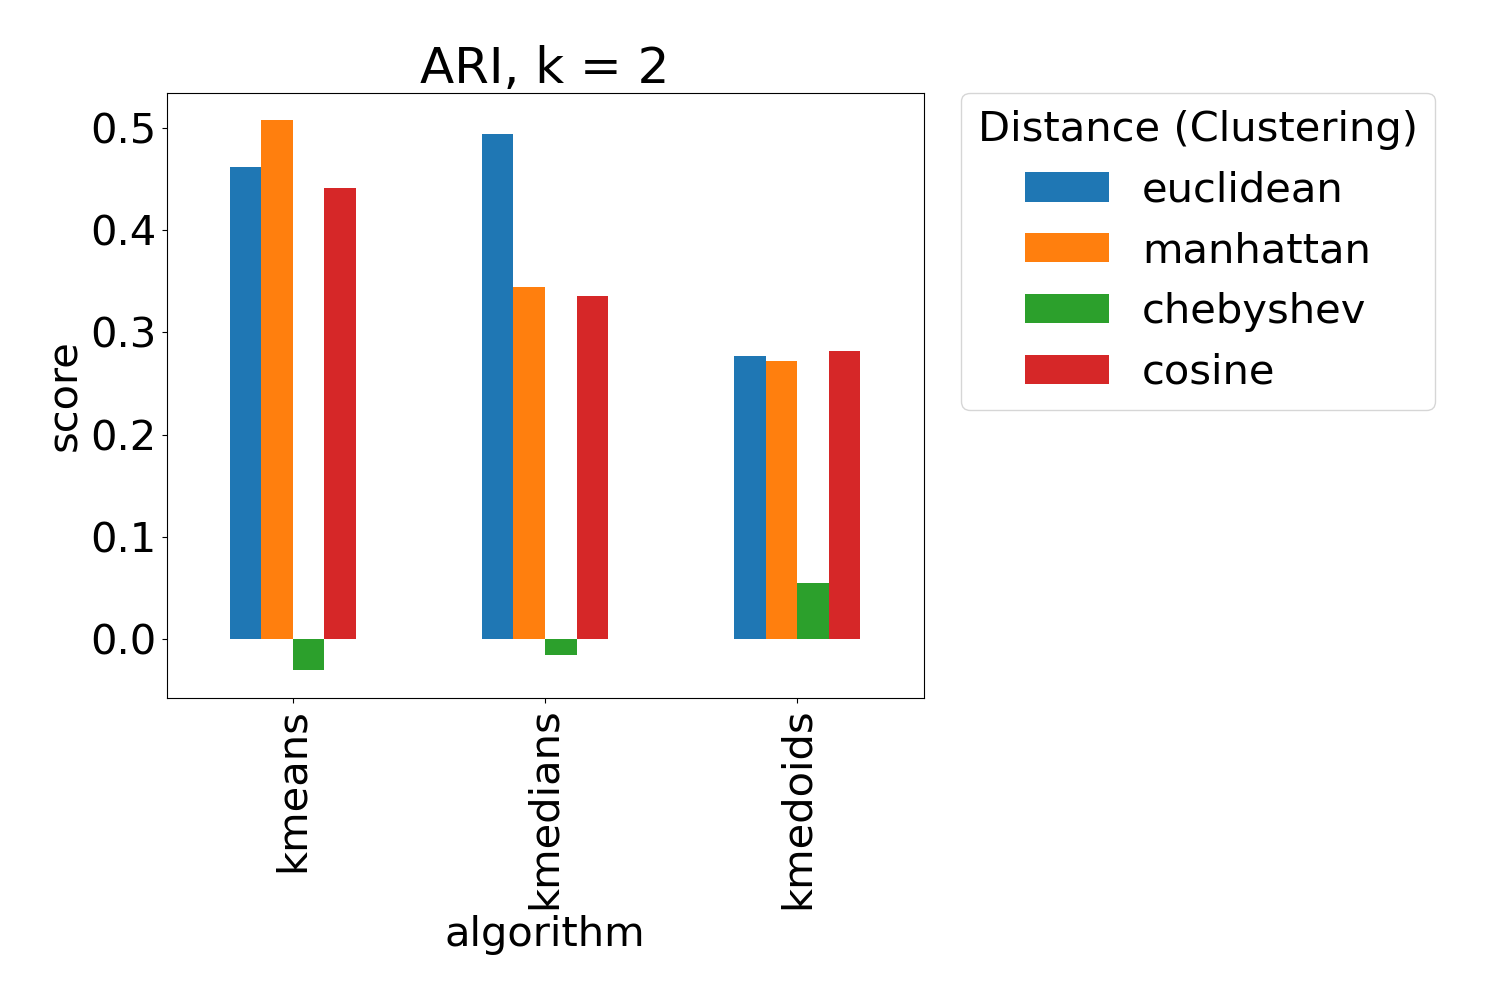 ARI, k = 2
score
0.5
0.4
0.3
0.2
0.1
0.0
kmeans
kmedians
kmedoids
algorithm
Distance (Clustering)
euclidean
manhattan
chebyshev
cosine